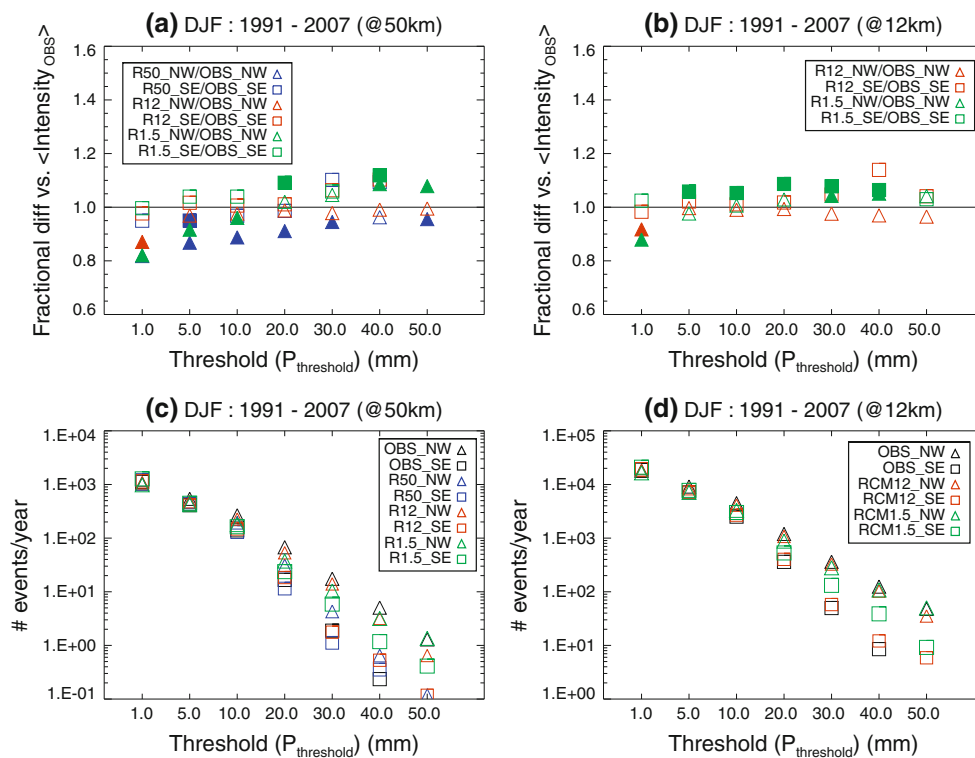 (a) DJF : 1991 - 2007 (@50km)
Fractional diff vs. <Intensity OBS>
1.6
1.4
1.2
1.0
0.8
0.6
R50_NW/OBS_NW
R50_SE/OBS_SE
R12_NW/OBS_NW
R12_SE/OBS_SE
R1.5_NW/OBS_NW
R1.5_SE/OBS_SE
1.0 5.0 10.0 20.0 30.0 40.0 50.0
Threshold (Pthreshold) (mm)
(b) DJF : 1991 - 2007 (@12km)
Fractional diff vs. <Intensity OBS>
1.6
1.4
1.2
1.0
0.8
0.6
R12_NW/OBS_NW
R12_SE/OBS_SE
R1.5_NW/OBS_NW
R1.5_SE/OBS_SE
1.0 5.0 10.0 20.0 30.0 40.0 50.0
Threshold (Pthreshold) (mm)
(c) DJF : 1991 - 2007 (@50km)
# events/year
1.E+04
1.E+03
1.E+02
1.E+01
1.E+00
1.E-01
OBS_NW
OBS_SE
R50_NW
R50_SE
R12_NW
R12_SE
R1.5_NW
R1.5_SE
1.0 5.0 10.0 20.0 30.0 40.0 50.0
Threshold (Pthreshold) (mm)
(d) DJF : 1991 - 2007 (@12km)
# events/year
1.E+05
1.E+04
1.E+03
1.E+02
1.E+01
1.E+00
OBS_NW
OBS_SE
RCM12_NW
RCM12_SE
RCM1.5_NW
RCM1.5_SE
1.0 5.0 10.0 20.0 30.0 40.0 50.0
Threshold (Pthreshold) (mm)